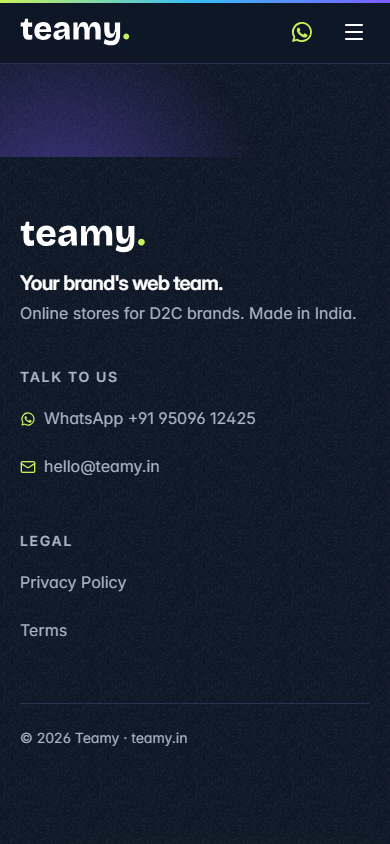 teamy.
teamy.
Your brand's web team.
Online stores for D2C brands. Made in India.
TALK TO US
WhatsApp +91 95096 12425
hello@teamy.in
LEGAL
Privacy Policy
Terms
© 2026 Teamy · teamy.in